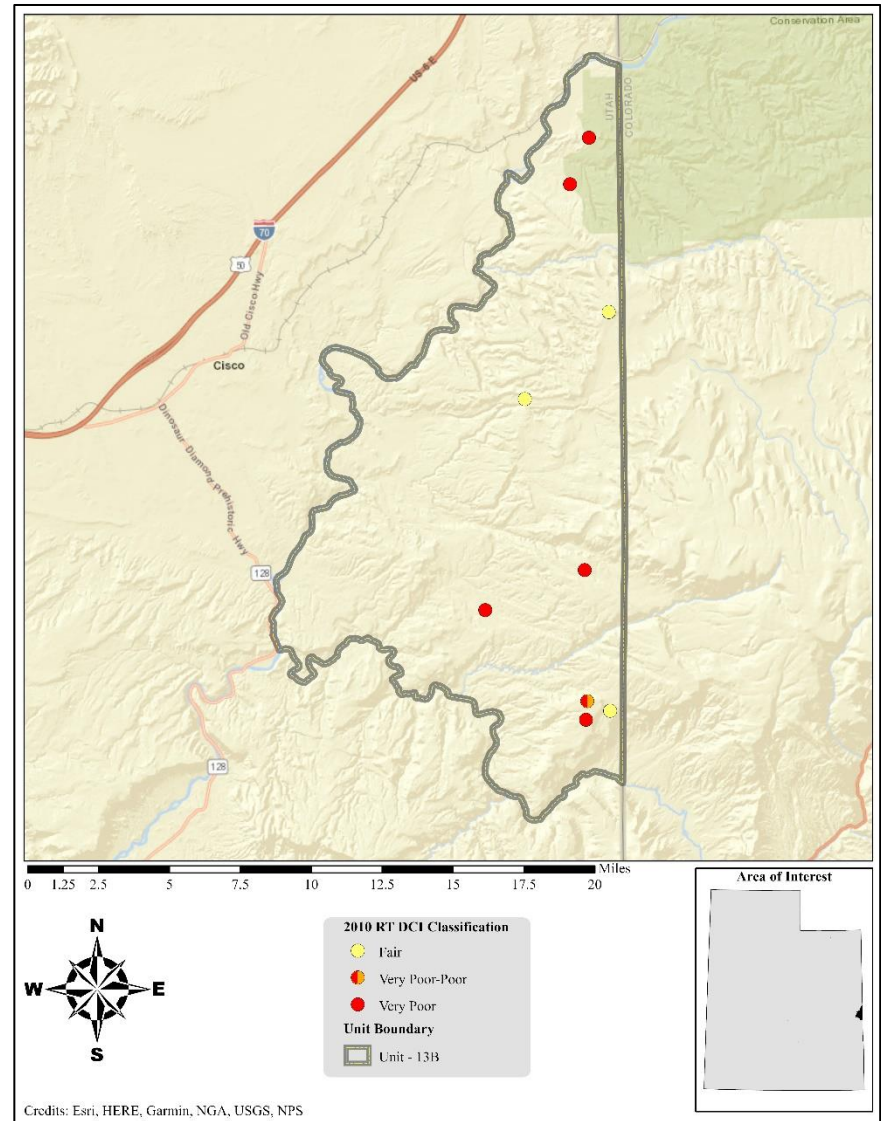 Conservation Area
US-6 E
UTAH
COLORADO
70
50
Old Cisco Hwy
Cisco
Dinosaur Diamond Prehistoric Hwy
128
128
Miles
0 1.25 2.5 5 7.5 10 12.5 15 17.5 20
Area of Interest
N
W E
S
2010 RT DCI Classification
Fair
Very Poor-Poor
Very Poor
Unit Boundary
Unit - 13B
Credits: Esri, HERE, Garmin, NGA, USGS, NPS